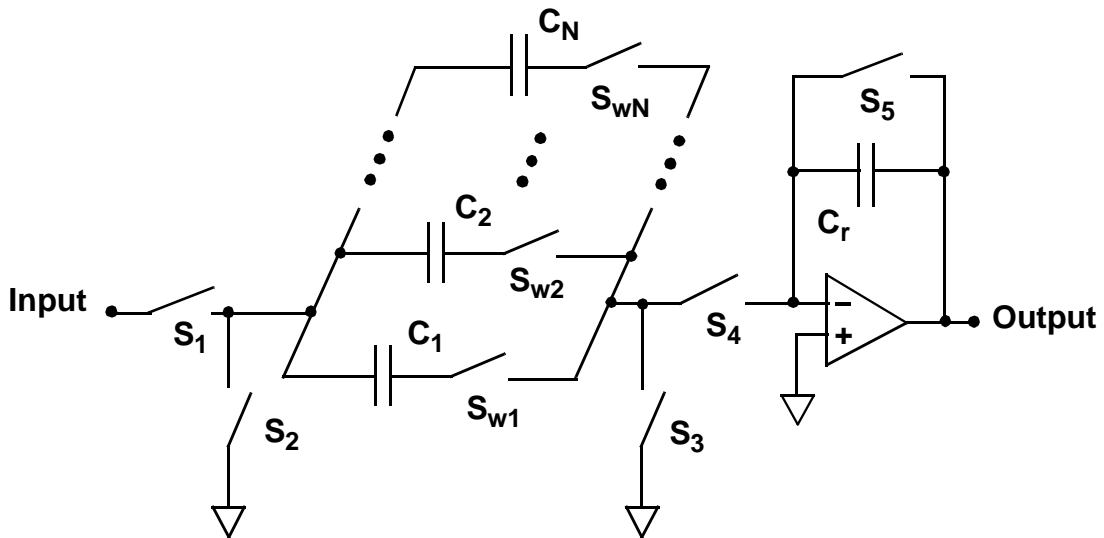 C_N
S_wN
S_5
C_2
C_r
S_w2
Input
S_1
C_1
S_4
−
Output
+
S_w1
S_2
S_3